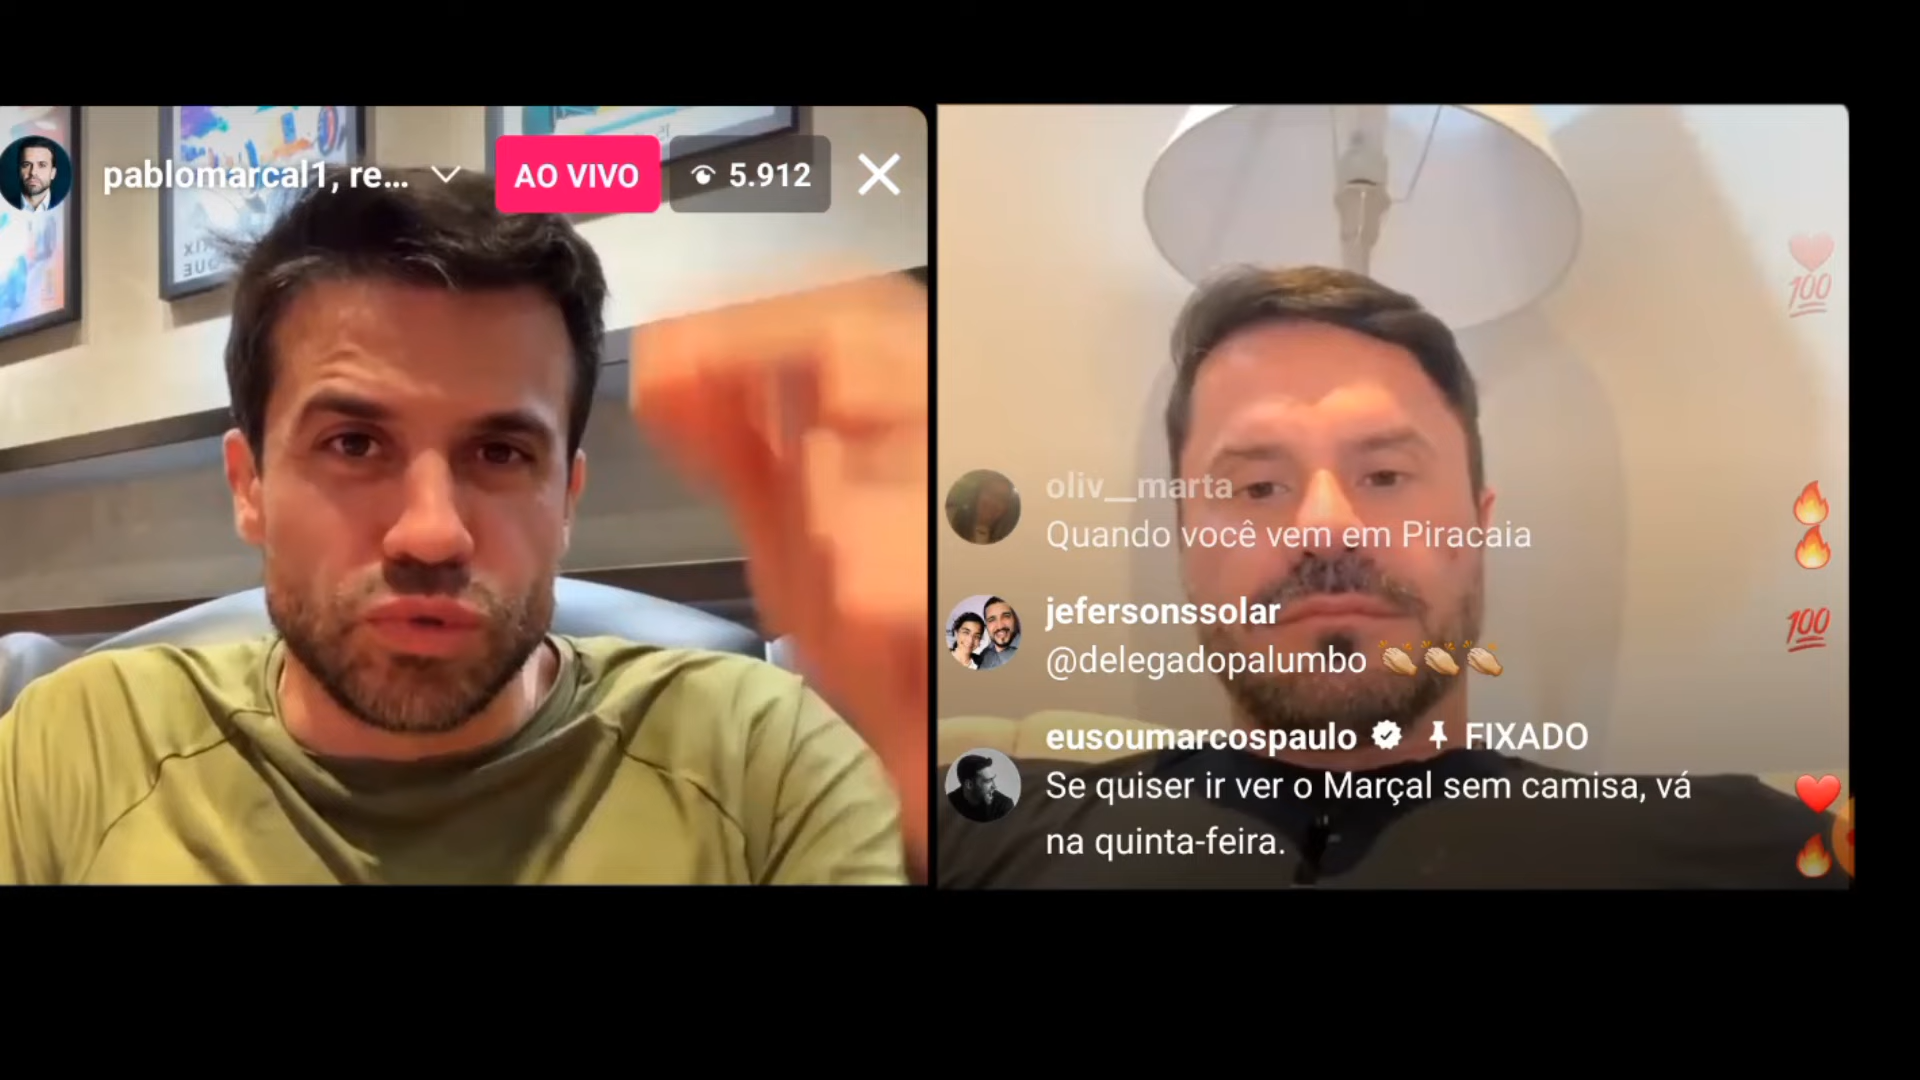 pablomarcal1, re...
AO VIVO
5.912
oliv__marta
Quando você vem em Piracaia
jefersonssolar
@delegadopalumbo 👏🏼👏🏼👏🏼
eusoumarcospaulo FIXADO
Se quiser ir ver o Marçal sem camisa, vá
na quinta-feira.
💯
💯